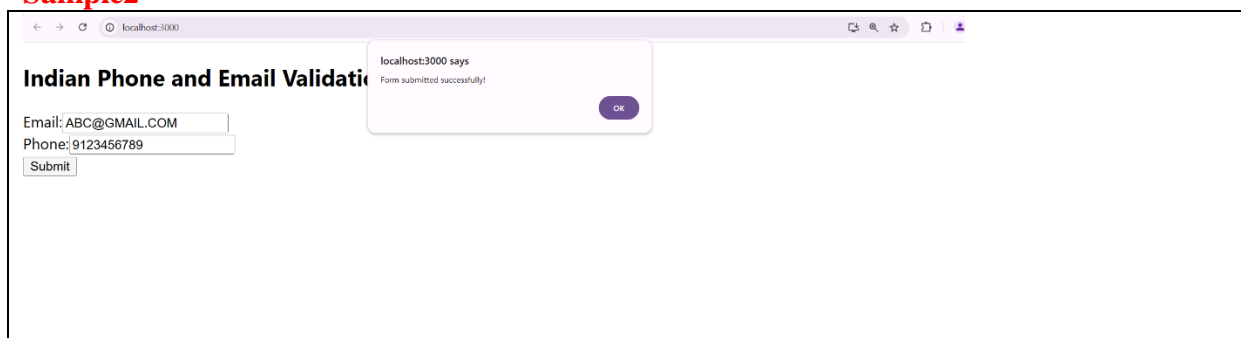 Sample2
localhost:3000
localhost:3000 says
Form submitted successfully!
OK
Indian Phone and Email Validatio
Email: ABC@GMAIL.COM
Phone: 9123456789
Submit